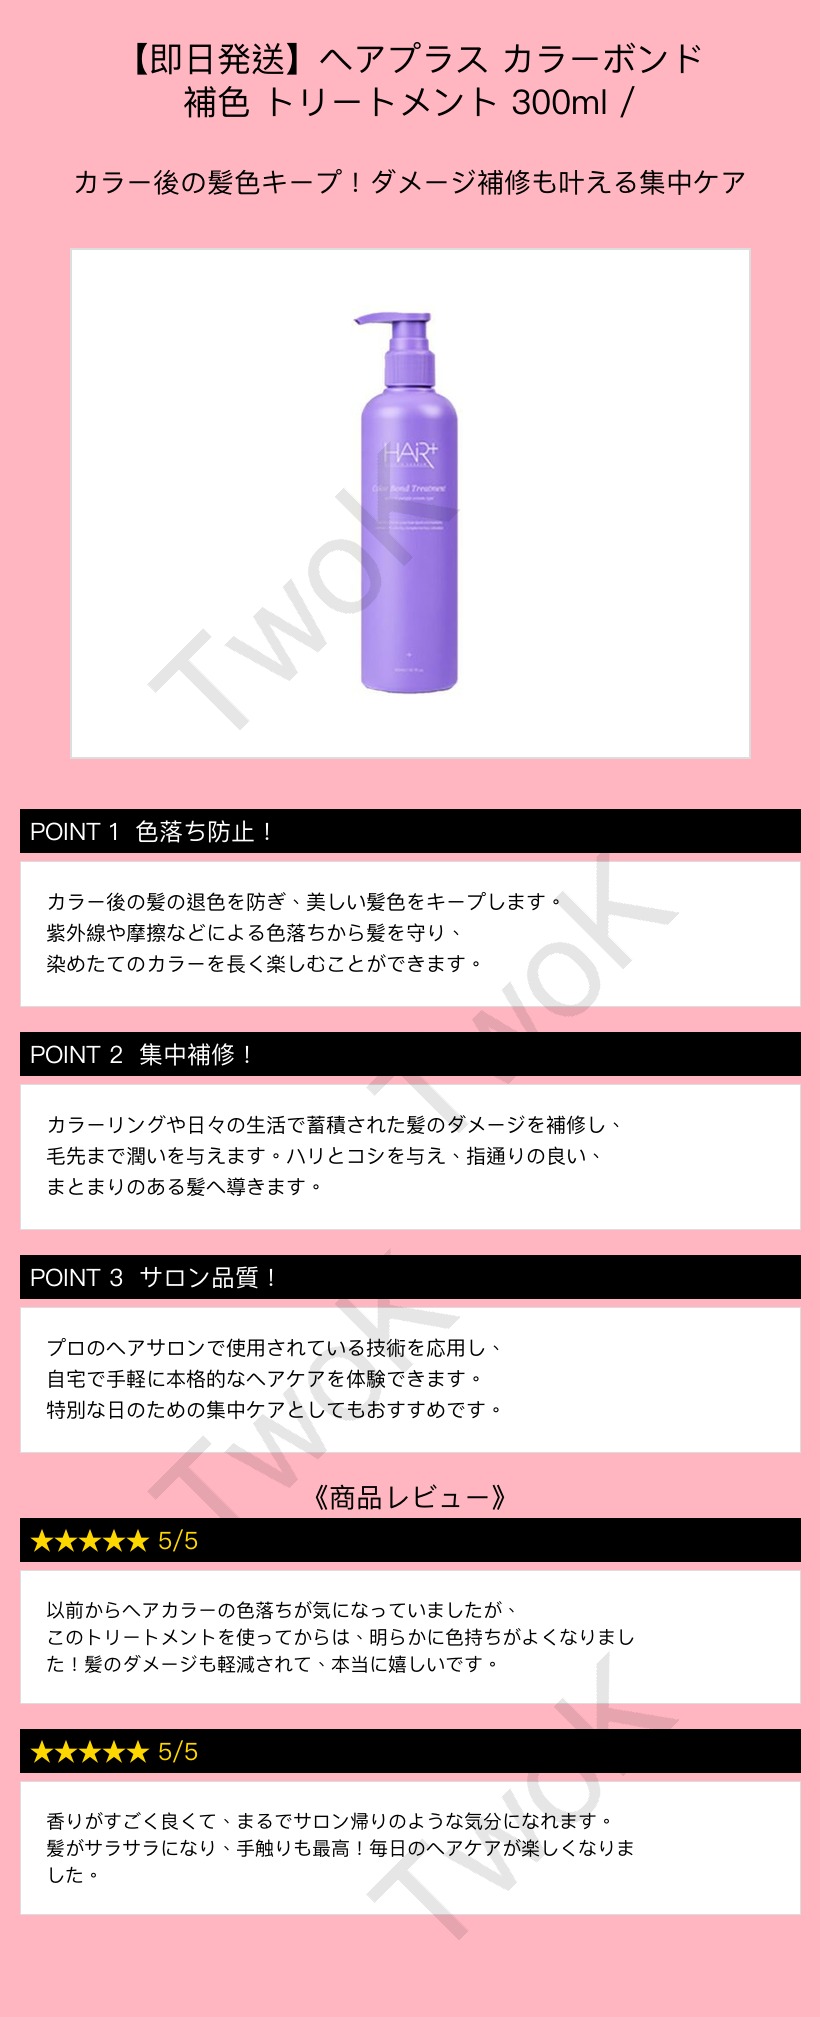 【即日発送】ヘアプラス カラーボンド
補色 トリートメント 300ml /
カラー後の髪色キープ！ダメージ補修も叶える集中ケア
HAIR+
Color Bond Treatment
TwoK
POINT 1 色落ち防止！
カラー後の髪の退色を防ぎ、美しい髪色をキープします。
紫外線や摩擦などによる色落ちから髪を守り、
染めたてのカラーを長く楽しむことができます。
TwoK
POINT 2 集中補修！
カラーリングや日々の生活で蓄積された髪のダメージを補修し、
毛先まで潤いを与えます。ハリとコシを与え、指通りの良い、
まとまりのある髪へ導きます。
POINT 3 サロン品質！
プロのヘアサロンで使用されている技術を応用し、
自宅で手軽に本格的なヘアケアを体験できます。
特別な日のための集中ケアとしてもおすすめです。
TwoK
《商品レビュー》
★★★★★ 5/5
以前からヘアカラーの色落ちが気になっていましたが、
このトリートメントを使ってからは、明らかに色持ちがよくなりまし
た！髪のダメージも軽減されて、本当に嬉しいです。
★★★★★ 5/5
香りがすごく良くて、まるでサロン帰りのような気分になれます。
髪がサラサラになり、手触りも最高！毎日のヘアケアが楽しくなりま
した。
TwoK